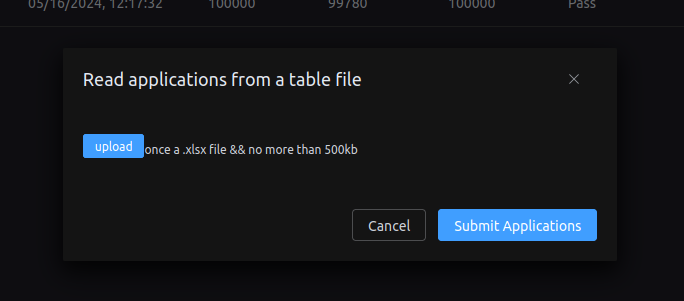 05/16/2024, 12:17:32 100000 99780 100000 Pass
Read applications from a table file
upload once a .xlsx file && no more than 500kb
Cancel Submit Applications